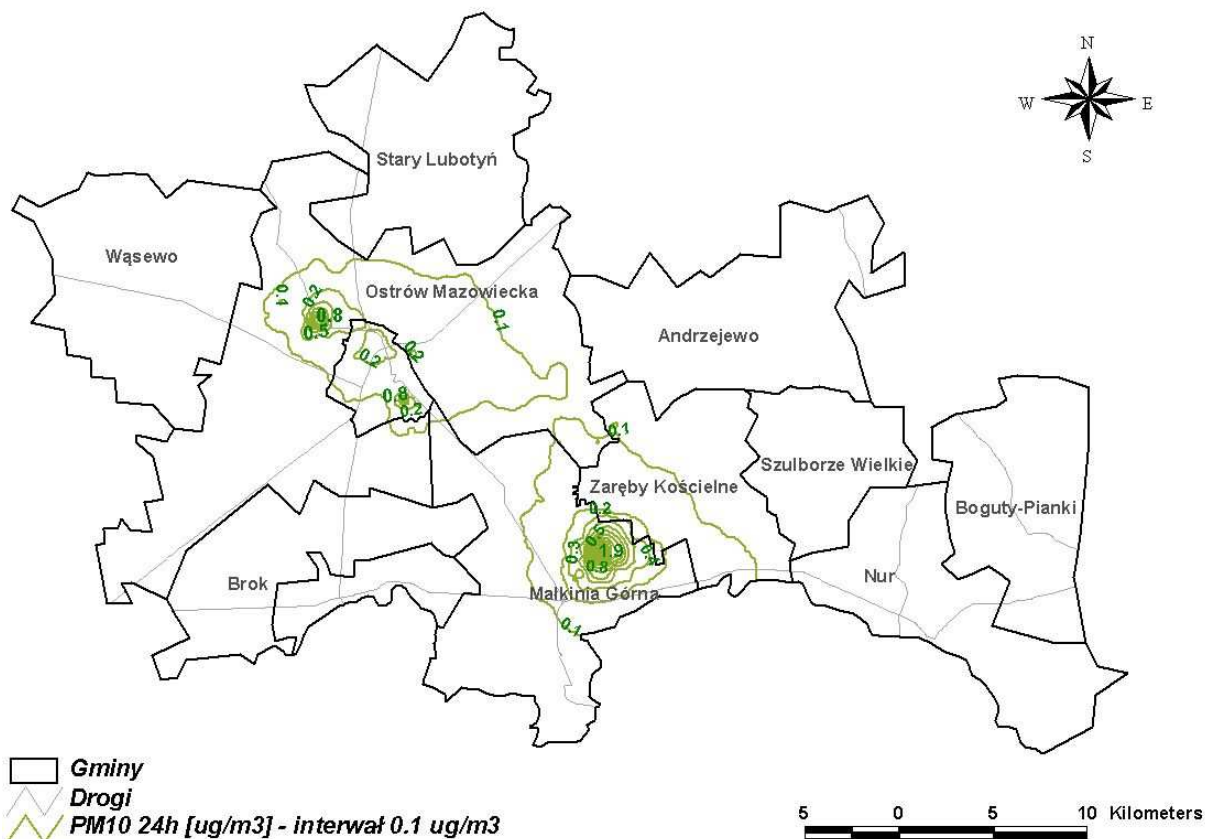 N
W E
S
Stary Lubotyń
Wąsewo
Ostrów Mazowiecka
0.1
0.2
0.1
0.8
0.5
Andrzejewo
0.2
0.2
0.8
0.2
0.1
Szulborze Wielkie
Zaręby Kościelne
Boguty-Pianki
0.2
0.3
1.9
0.8
Brok
Nur
Małkinia Górna
0.1
Gminy
Drogi
PM10 24h [ug/m3] - interwał 0.1 ug/m3
5 0 5 10 Kilometers